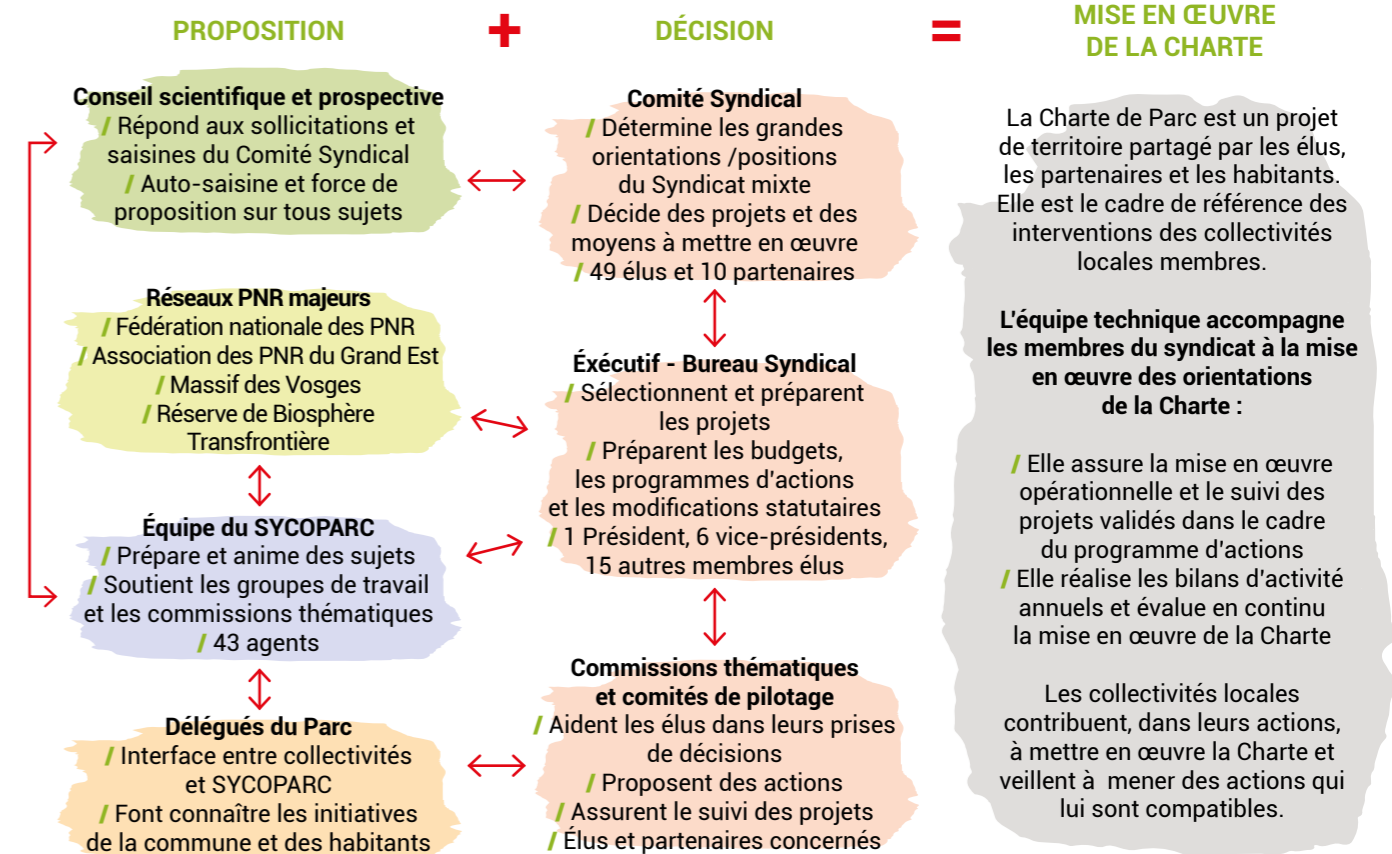 PROPOSITION
+
DÉCISION
=
MISE EN ŒUVRE
DE LA CHARTE
Conseil scientifique et prospective
/ Répond aux sollicitations et
saisines du Comité Syndical
/ Auto-saisine et force de
proposition sur tous sujets
Réseaux PNR majeurs
/ Fédération nationale des PNR
/ Association des PNR du Grand Est
/ Massif des Vosges
/ Réserve de Biosphère
Transfrontière
Équipe du SYCOPARC
/ Prépare et anime des sujets
/ Soutient les groupes de travail
et les commissions thématiques
/ 43 agents
Délégués du Parc
/ Interface entre collectivités
et SYCOPARC
/ Font connaître les initiatives
de la commune et des habitants
Comité Syndical
/ Détermine les grandes
orientations /positions
du Syndicat mixte
/ Décide des projets et des
moyens à mettre en œuvre
/ 49 élus et 10 partenaires
Éxécutif - Bureau Syndical
/ Sélectionnent et préparent
les projets
/ Préparent les budgets,
les programmes d'actions
et les modifications statutaires
/ 1 Président, 6 vice-présidents,
15 autres membres élus
Commissions thématiques
et comités de pilotage
/ Aident les élus dans leurs prises
de décisions
/ Proposent des actions
/ Assurent le suivi des projets
/ Élus et partenaires concernés
La Charte de Parc est un projet
de territoire partagé par les élus,
les partenaires et les habitants.
Elle est le cadre de référence des
interventions des collectivités
locales membres.
L'équipe technique accompagne
les membres du syndicat à la mise
en œuvre des orientations
de la Charte :
/ Elle assure la mise en œuvre
opérationnelle et le suivi des
projets validés dans le cadre
du programme d'actions
/ Elle réalise les bilans d'activité
annuels et évalue en continu
la mise en œuvre de la Charte
Les collectivités locales
contribuent, dans leurs actions,
à mettre en œuvre la Charte et
veillent à mener des actions qui
lui sont compatibles.